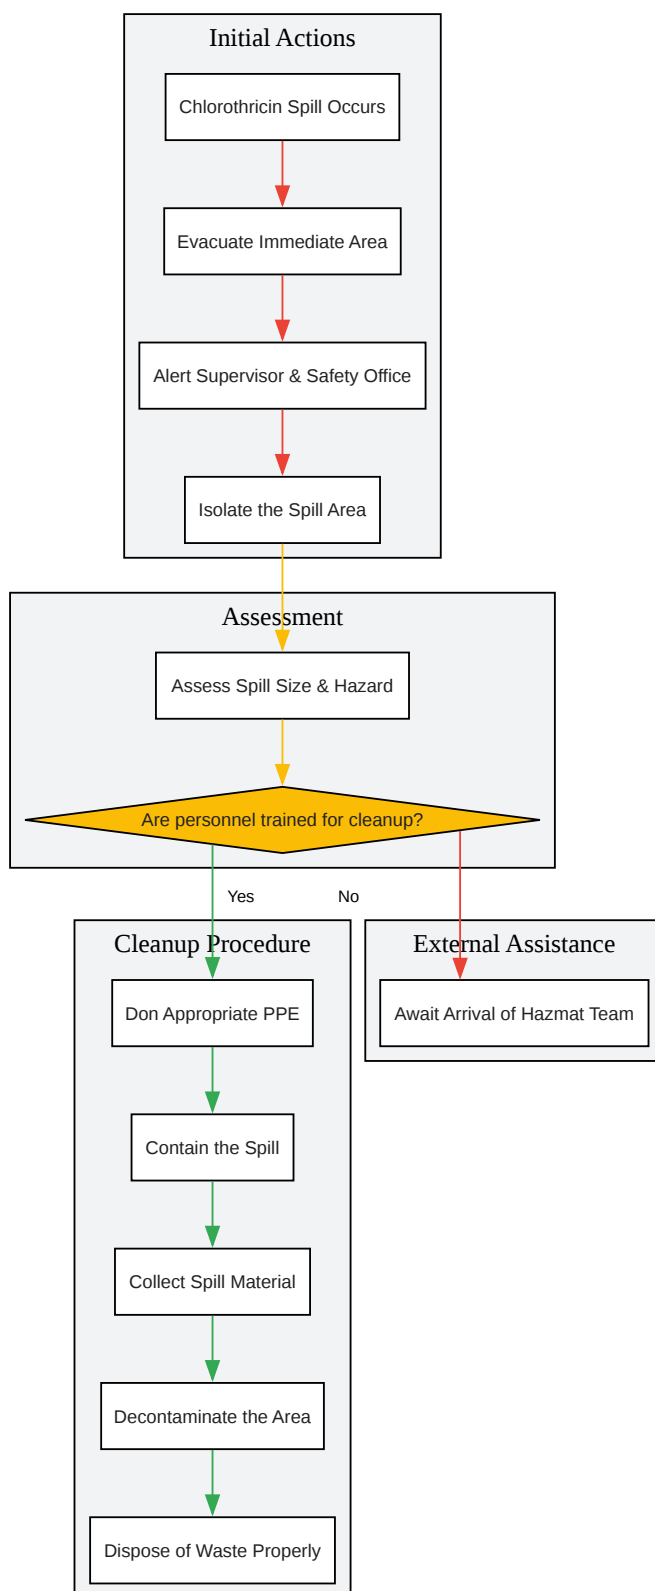 Initial Actions
Chlorothricin Spill Occurs
Evacuate Immediate Area
Alert Supervisor & Safety Office
Isolate the Spill Area
Assessment
Assess Spill Size & Hazard
Are personnel trained for cleanup?
Yes
No
Cleanup Procedure
External Assistance
Don Appropriate PPE
Await Arrival of Hazmat Team
Contain the Spill
Collect Spill Material
Decontaminate the Area
Dispose of Waste Properly